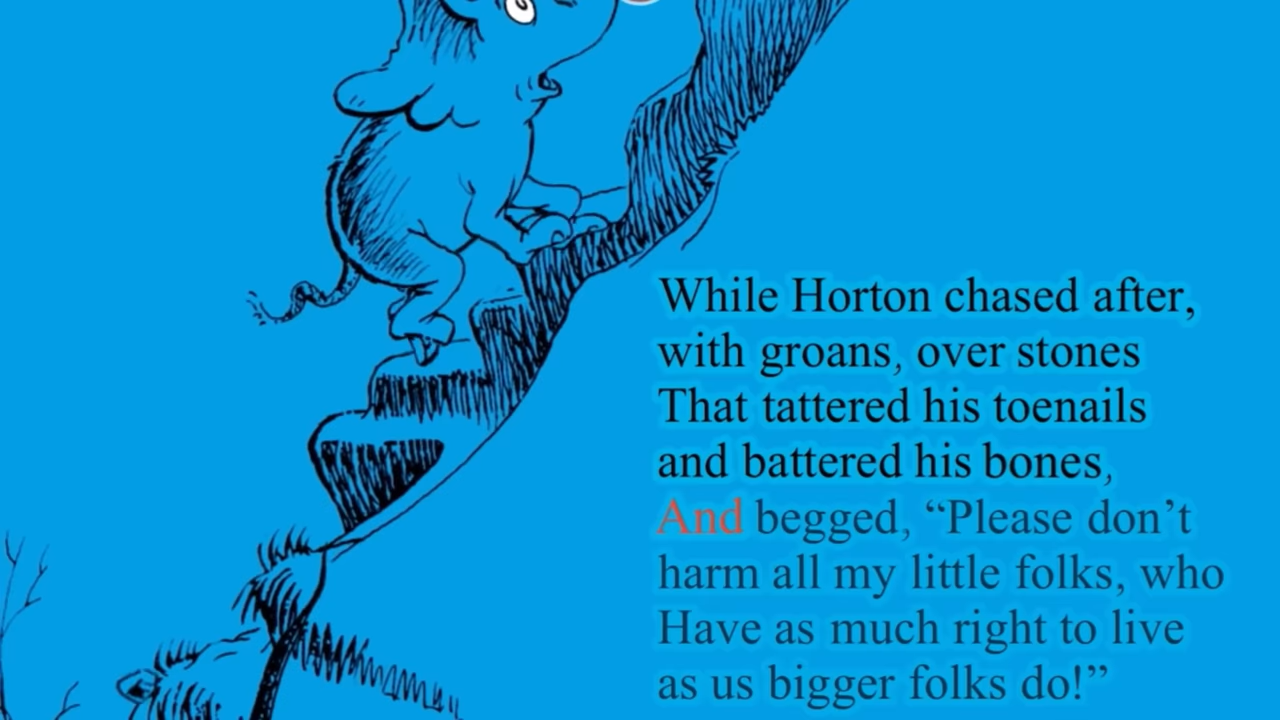 While Horton chased after,
with groans, over stones
That tattered his toenails
and battered his bones,
And begged, “Please don’t
harm all my little folks, who
Have as much right to live
as us bigger folks do!”